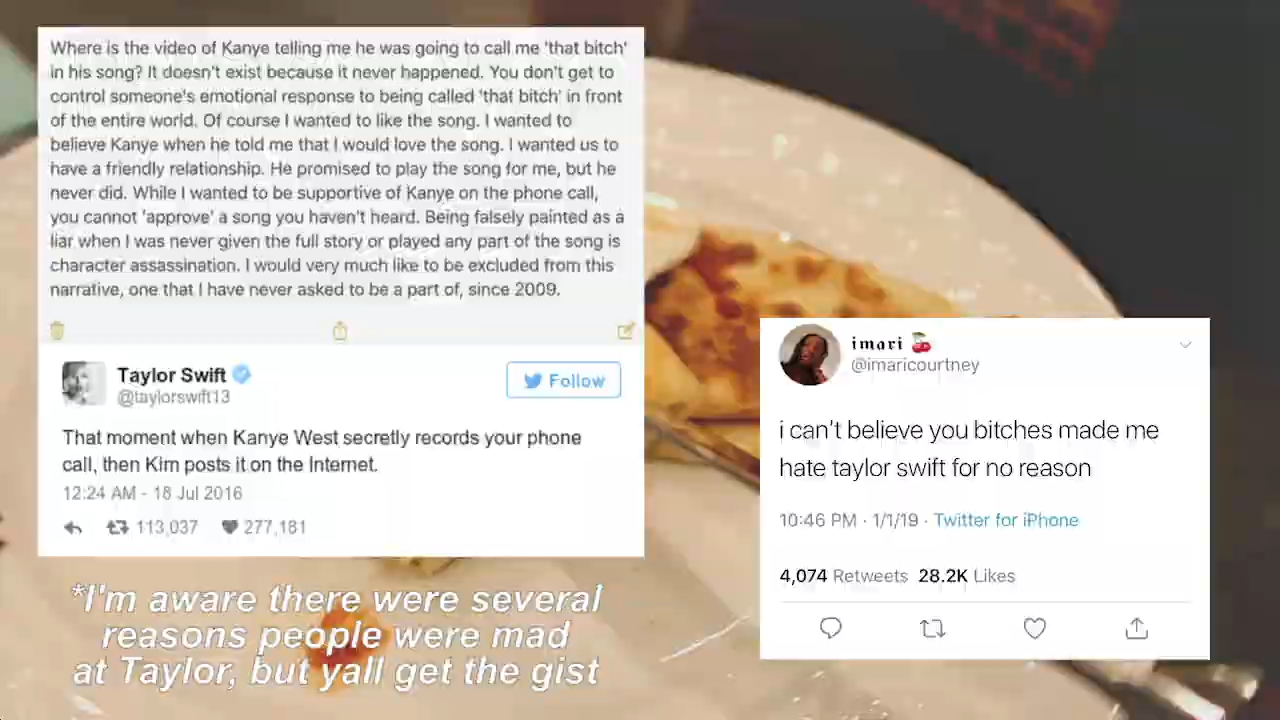 Where is the video of Kanye telling me he was going to call me 'that bitch'
in his song? It doesn't exist because it never happened. You don't get to
control someone's emotional response to being called 'that bitch' in front
of the entire world. Of course I wanted to like the song. I wanted to
believe Kanye when he told me that I would love the song. I wanted us to
have a friendly relationship. He promised to play the song for me, but he
never did. While I wanted to be supportive of Kanye on the phone call,
you cannot 'approve' a song you haven't heard. Being falsely painted as a
liar when I was never given the full story or played any part of the song is
character assassination. I would very much like to be excluded from this
narrative, one that I have never asked to be a part of, since 2009.
Taylor Swift
@taylorswift13
Follow
That moment when Kanye West secretly records your phone
call, then Kim posts it on the Internet.
12:24 AM - 18 Jul 2016
113,037 277,181
*I'm aware there were several
reasons people were mad
at Taylor, but yall get the gist
𝖎𝖒𝖆𝖗𝖎 🍒
@imaricourtney
i can't believe you bitches made me
hate taylor swift for no reason
10:46 PM · 1/1/19 · Twitter for iPhone
4,074 Retweets 28.2K Likes